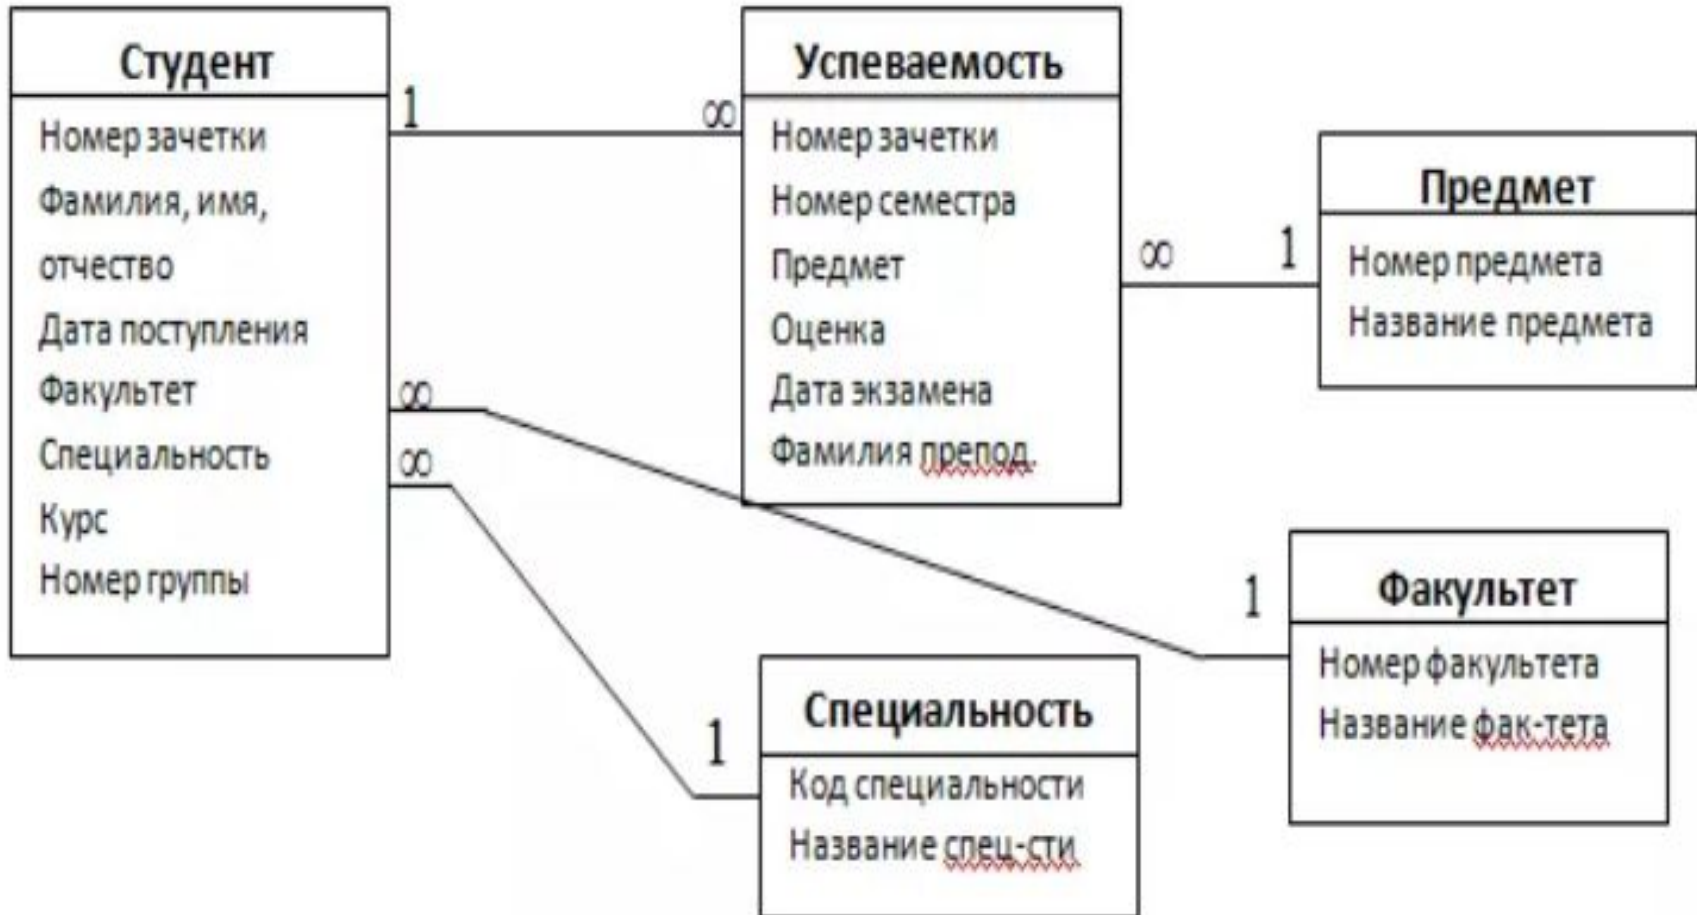 Студент
Номер зачетки
Фамилия, имя,
отчество
Дата поступления
Факультет
Специальность
Курс
Номер группы
1
∞
Успеваемость
Номер зачетки
Номер семестра
Предмет
Оценка
Дата экзамена
Фамилия препод.
∞
1
Предмет
Номер предмета
Название предмета
∞
1
Факультет
Номер факультета
Название фак-тета
∞
1
Специальность
Код специальности
Название спец-сти